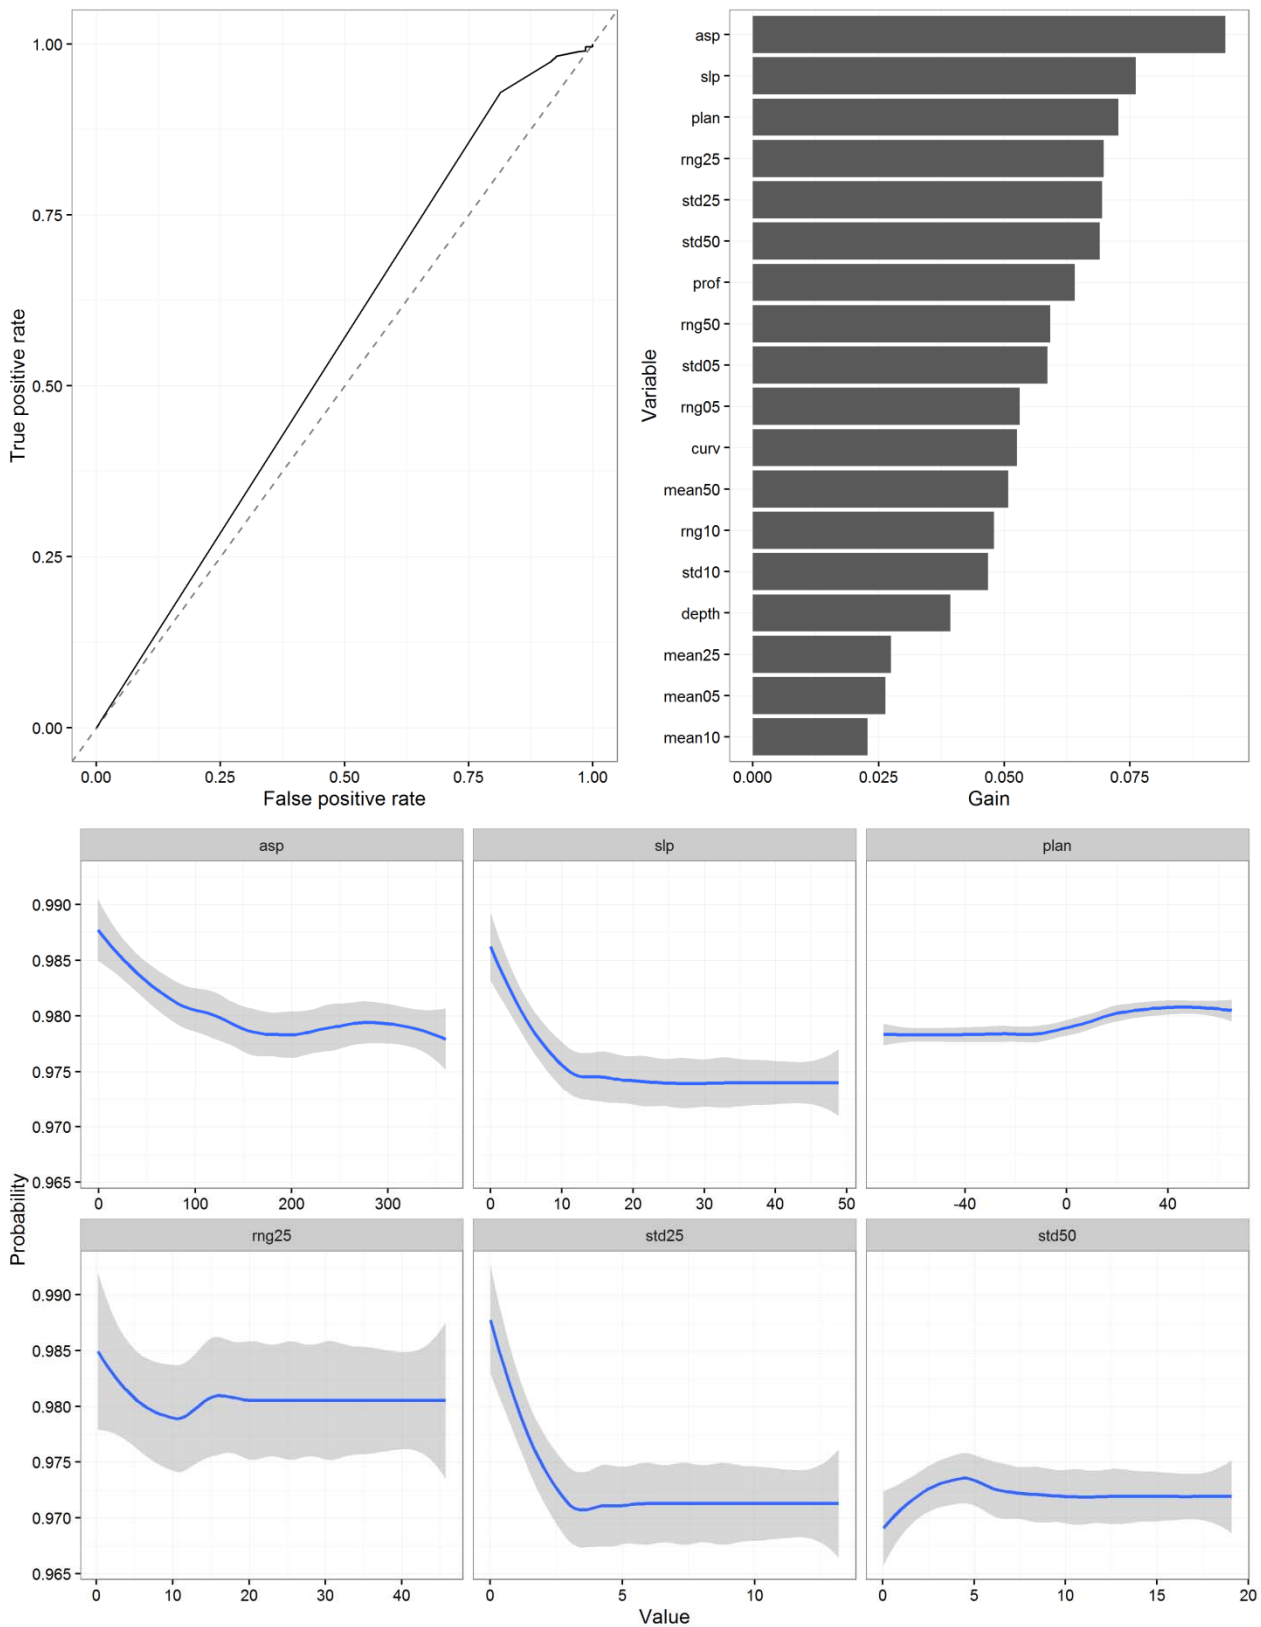 1.00
0.75
0.50
0.25
0.00
True positive rate
0.00 0.25 0.50 0.75 1.00
False positive rate
Variable
asp
slp
plan
rng25
std25
std50
prof
rng50
std05
rng05
curv
mean50
rng10
std10
depth
mean25
mean05
mean10
0.000 0.025 0.050 0.075
Gain
asp slp plan
0.990
0.985
0.980
0.975
0.970
0.965
0 100 200 300
0 10 20 30 40 50
-40 0 40
Probability
rng25 std25 std50
0.990
0.985
0.980
0.975
0.970
0.965
0 10 20 30 40
0 5 10
0 5 10 15 20
Value